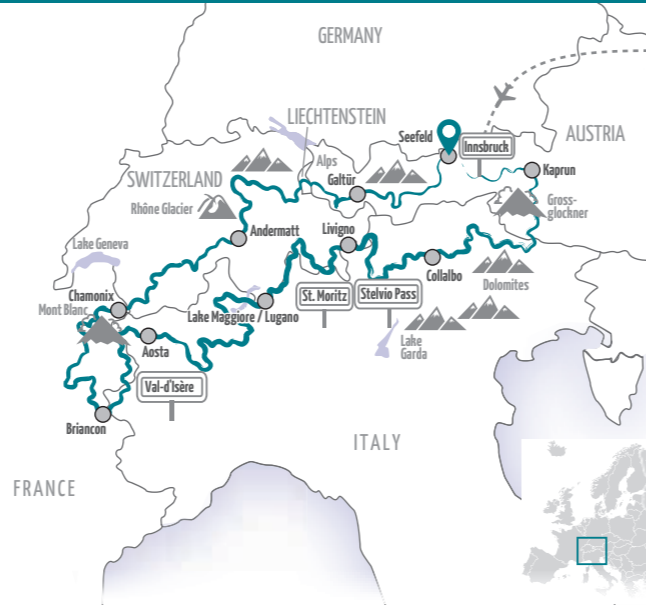 GERMANY
LIECHTENSTEIN
Seefeld
Innsbruck
AUSTRIA
Alps
Galtür
Kaprun
SWITZERLAND
Rhône Glacier
Gross-
glockner
Andermatt
Livigno
Lake Geneva
Collalbo
Dolomites
Chamonix
Mont Blanc
Lake Maggiore / Lugano
St. Moritz
Stelvio Pass
Lake
Garda
Aosta
Val-d'Isère
Briancon
ITALY
FRANCE